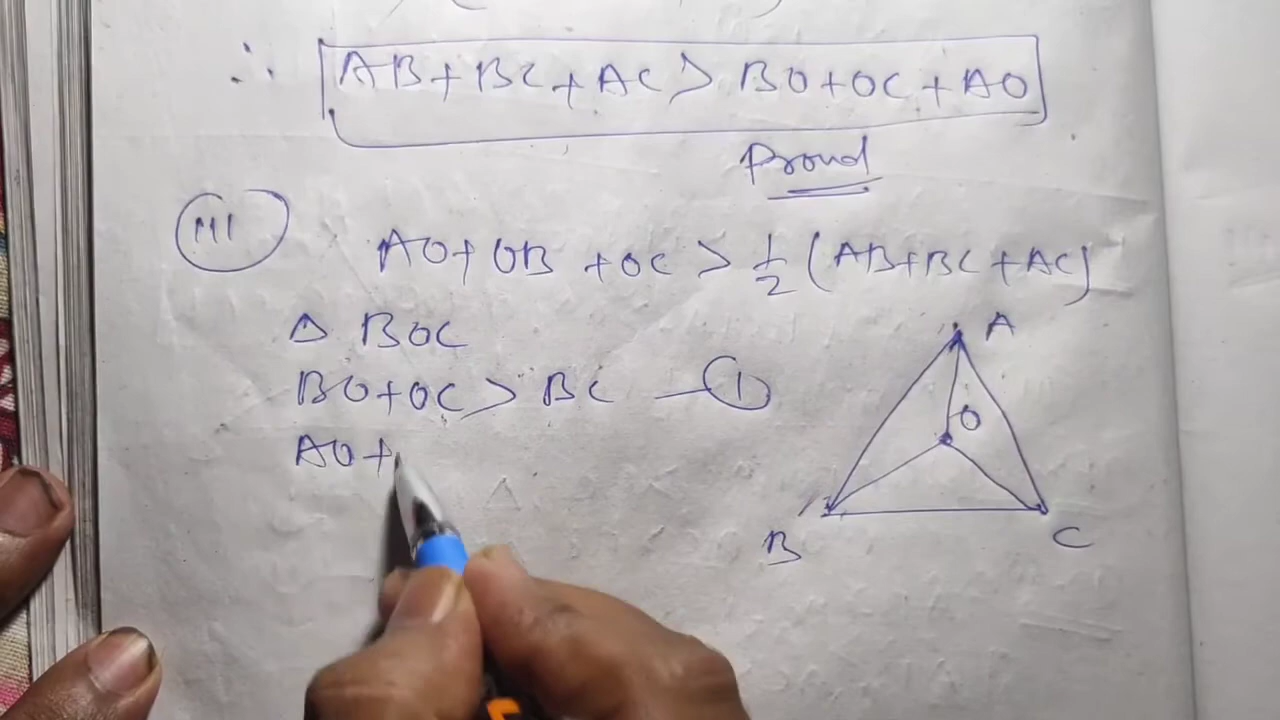 ∴ AB+BC+AC > BO+OC+AO
Proud
III
AO+OB+OC > 1/2 (AB+BC+AC)
Δ BOC
BO+OC > BC —①
AO+
A
O
B
C